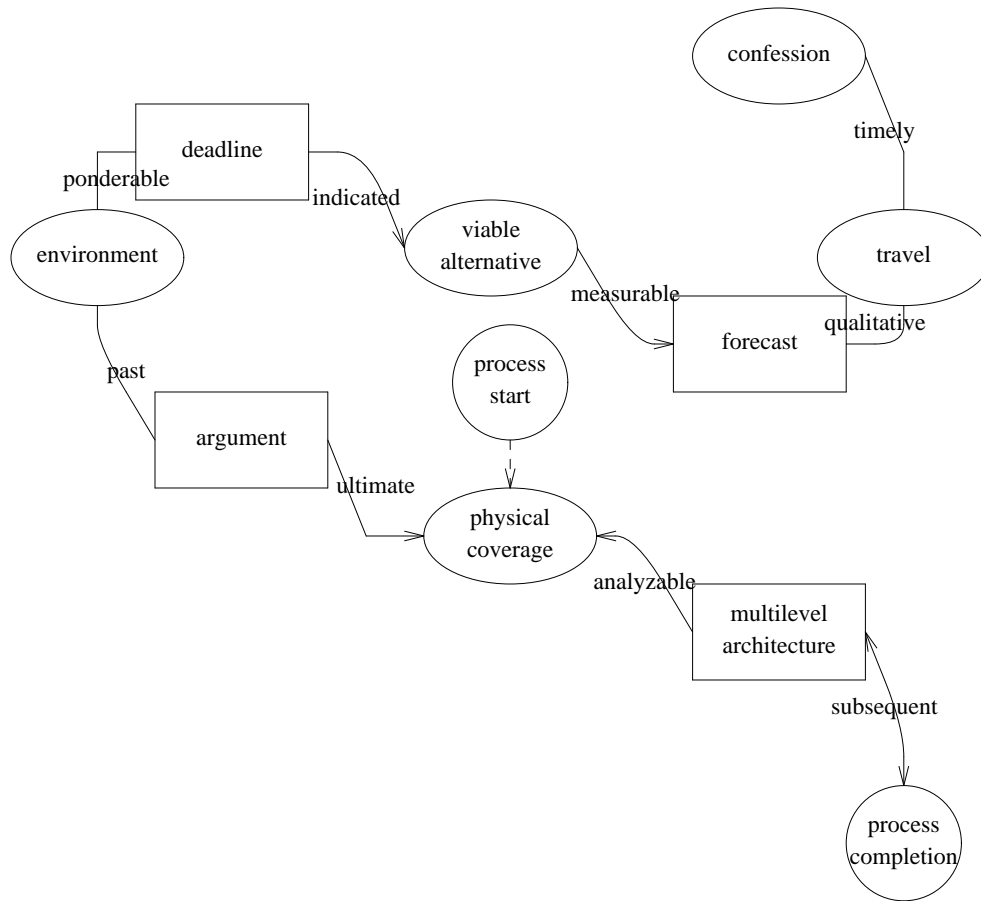 confession
timely
deadline
ponderable
indicated
environment
viable
alternative
travel
measurable
forecast
qualitative
process
start
past
argument
ultimate
physical
coverage
analyzable
multilevel
architecture
subsequent
process
completion